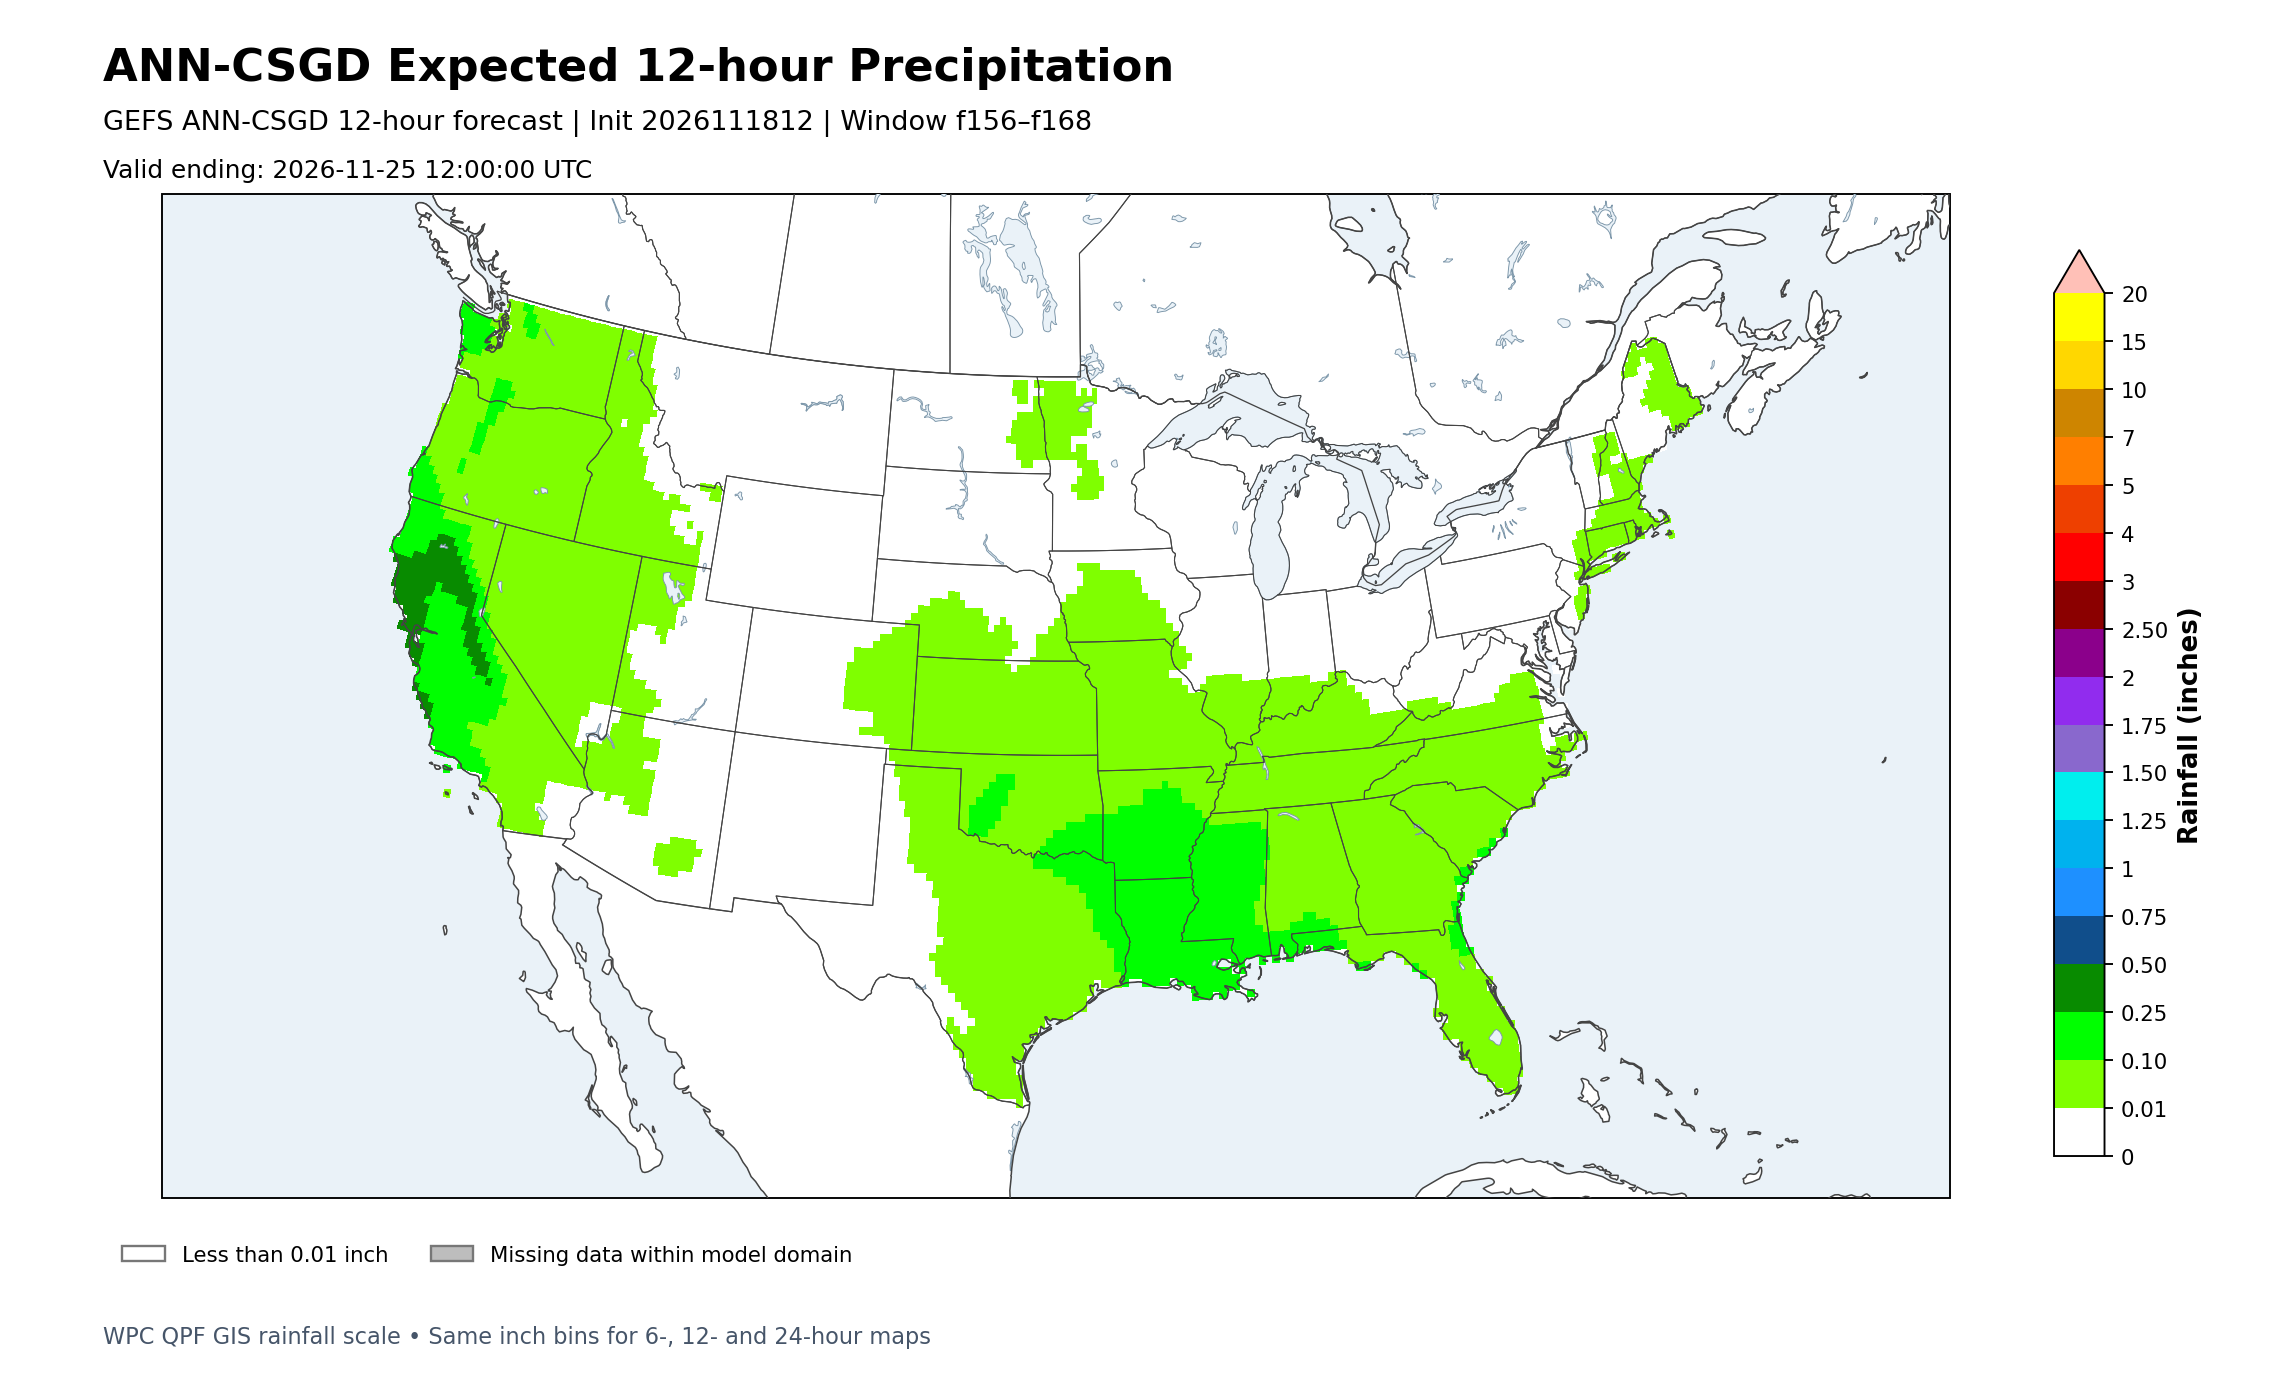 ANN-CSGD Expected 12-hour Precipitation
GEFS ANN-CSGD 12-hour forecast | Init 2026111812 | Window f156–f168
Valid ending: 2026-11-25 12:00:00 UTC
20
15
10
7
5
4
3
2.50
2
1.75
1.50
1.25
1
0.75
0.50
0.25
0.10
0.01
0
Rainfall (inches)
Less than 0.01 inch
Missing data within model domain
WPC QPF GIS rainfall scale • Same inch bins for 6-, 12- and 24-hour maps